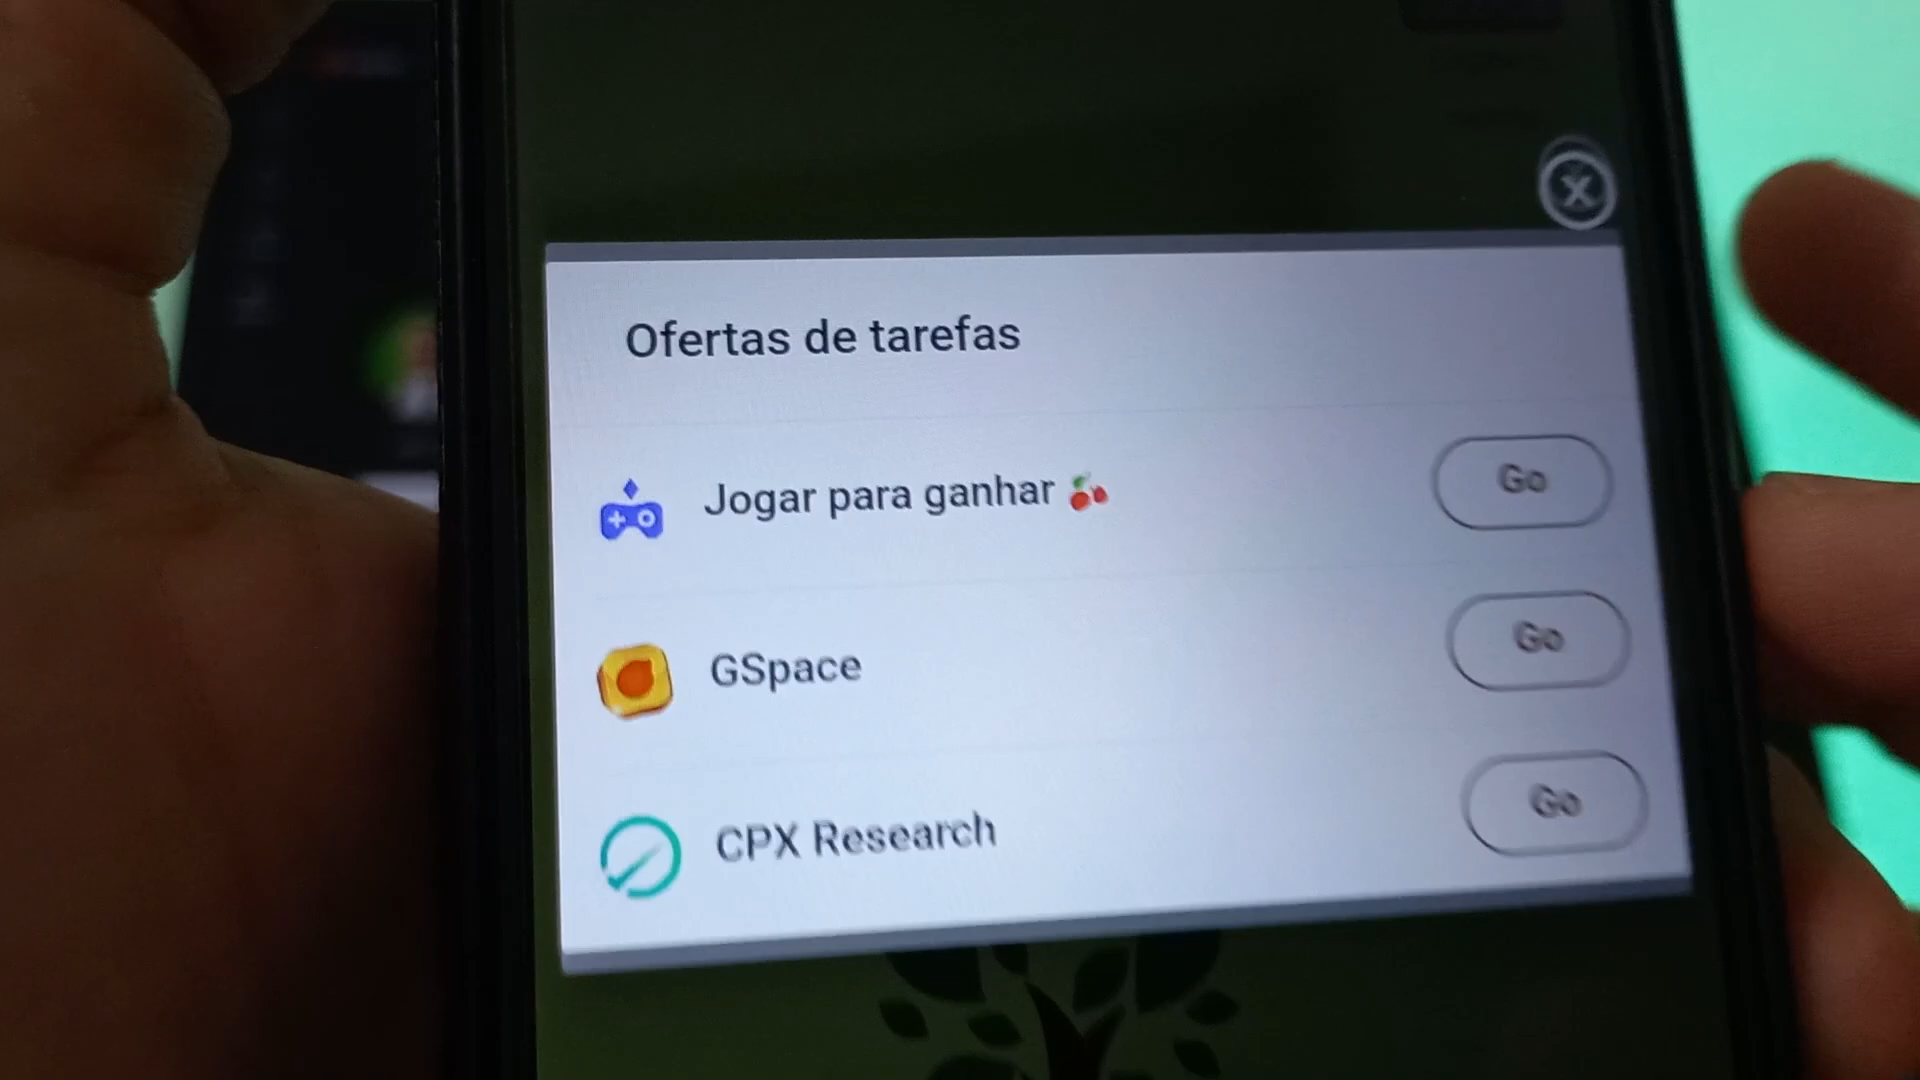 Ofertas de tarefas
Jogar para ganhar 🍒
Go
GSpace
Go
CPX Research
Go